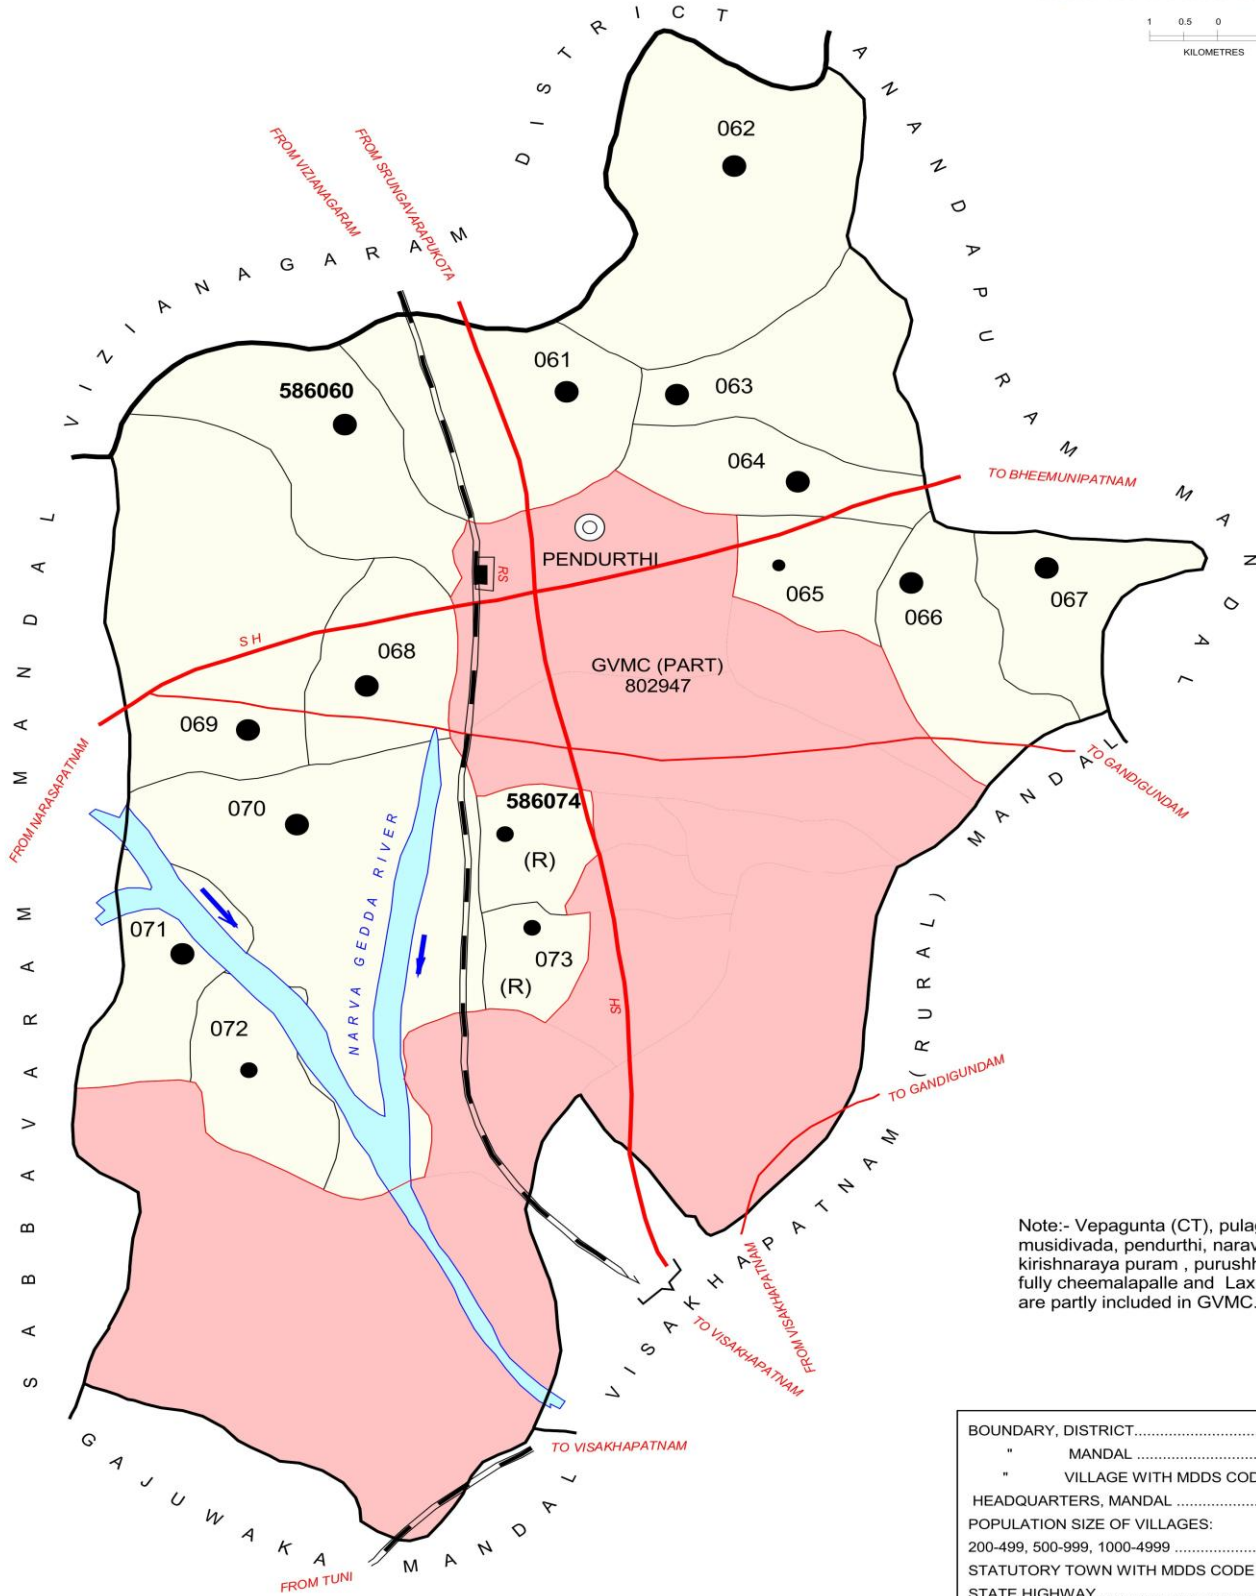 1 0.5 0
KILOMETRES
VIZIANAGARAM DISTRICT
ANANDAPURAM MANDAL
FROM VIZIANAGARAM
FROM SRUNGAVARAPUKOTA
062
061
063
586060
064
TO BHEEMUNIPATNAM
PENDURTHI
RS
065
066
067
SH
068
GVMC (PART)
802947
069
FROM NARASAPATNAM
TO GANDIGUNDAM
070
586074
(R)
NARVA GEDDA RIVER
071
073
(R)
072
SH
TO GANDIGUNDAM
SABBAVARAM MANDAL
VISAKHAPATNAM (RURAL) MANDAL
FROM VISAKHAPATNAM
TO VISAKHAPATNAM
Note:- Vepagunta (CT),
musidivada, pendurthi,
kirishnaraya puram ,
fully cheemalapalle and
are partly included in GVMC.
TO VISAKHAPATNAM
GAJUWAKA MANDAL
FROM TUNI
BOUNDARY, DISTRICT
" MANDAL
" VILLAGE WITH MDDS
HEADQUARTERS, MANDAL
POPULATION SIZE OF VILLAGES:
200-499, 500-999, 1000-4999
STATUTORY TOWN WITH MDDS CODE
STATE HIGHWAY